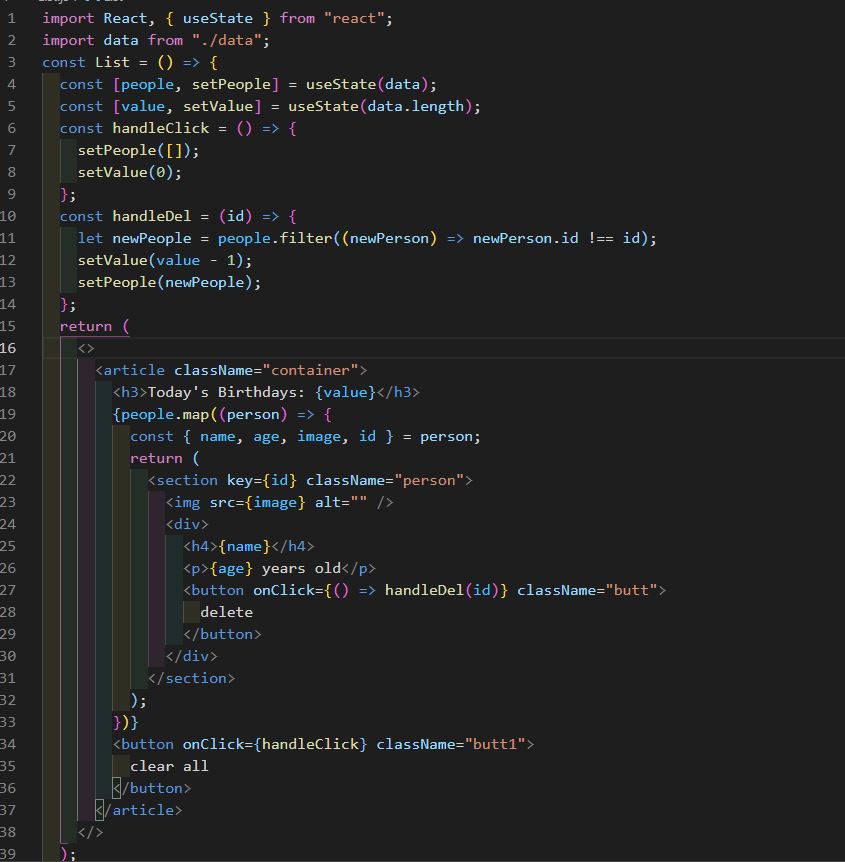 1 import React, { useState } from "react";
2 import data from "./data";
3 const List = () => {
4 const [people, setPeople] = useState(data);
5 const [value, setValue] = useState(data.length);
6 const handleClick = () => {
7 setPeople([]);
8 setValue(0);
9 };
10 const handleDel = (id) => {
11 let newPeople = people.filter((newPerson) => newPerson.id !== id);
12 setValue(value - 1);
13 setPeople(newPeople);
14 };
15 return (
16 <>
17 <article className="container">
18 <h3>Today's Birthdays: {value}</h3>
19 {people.map((person) => {
20 const { name, age, image, id } = person;
21 return (
22 <section key={id} className="person">
23 <img src={image} alt="" />
24 <div>
25 <h4>{name}</h4>
26 <p>{age} years old</p>
27 <button onClick={() => handleDel(id)} className="butt">
28 delete
29 </button>
30 </div>
31 </section>
32 );
33 })}
34 <button onClick={handleClick} className="butt1">
35 clear all
36 </button>
37 </article>
38 </>
39 );